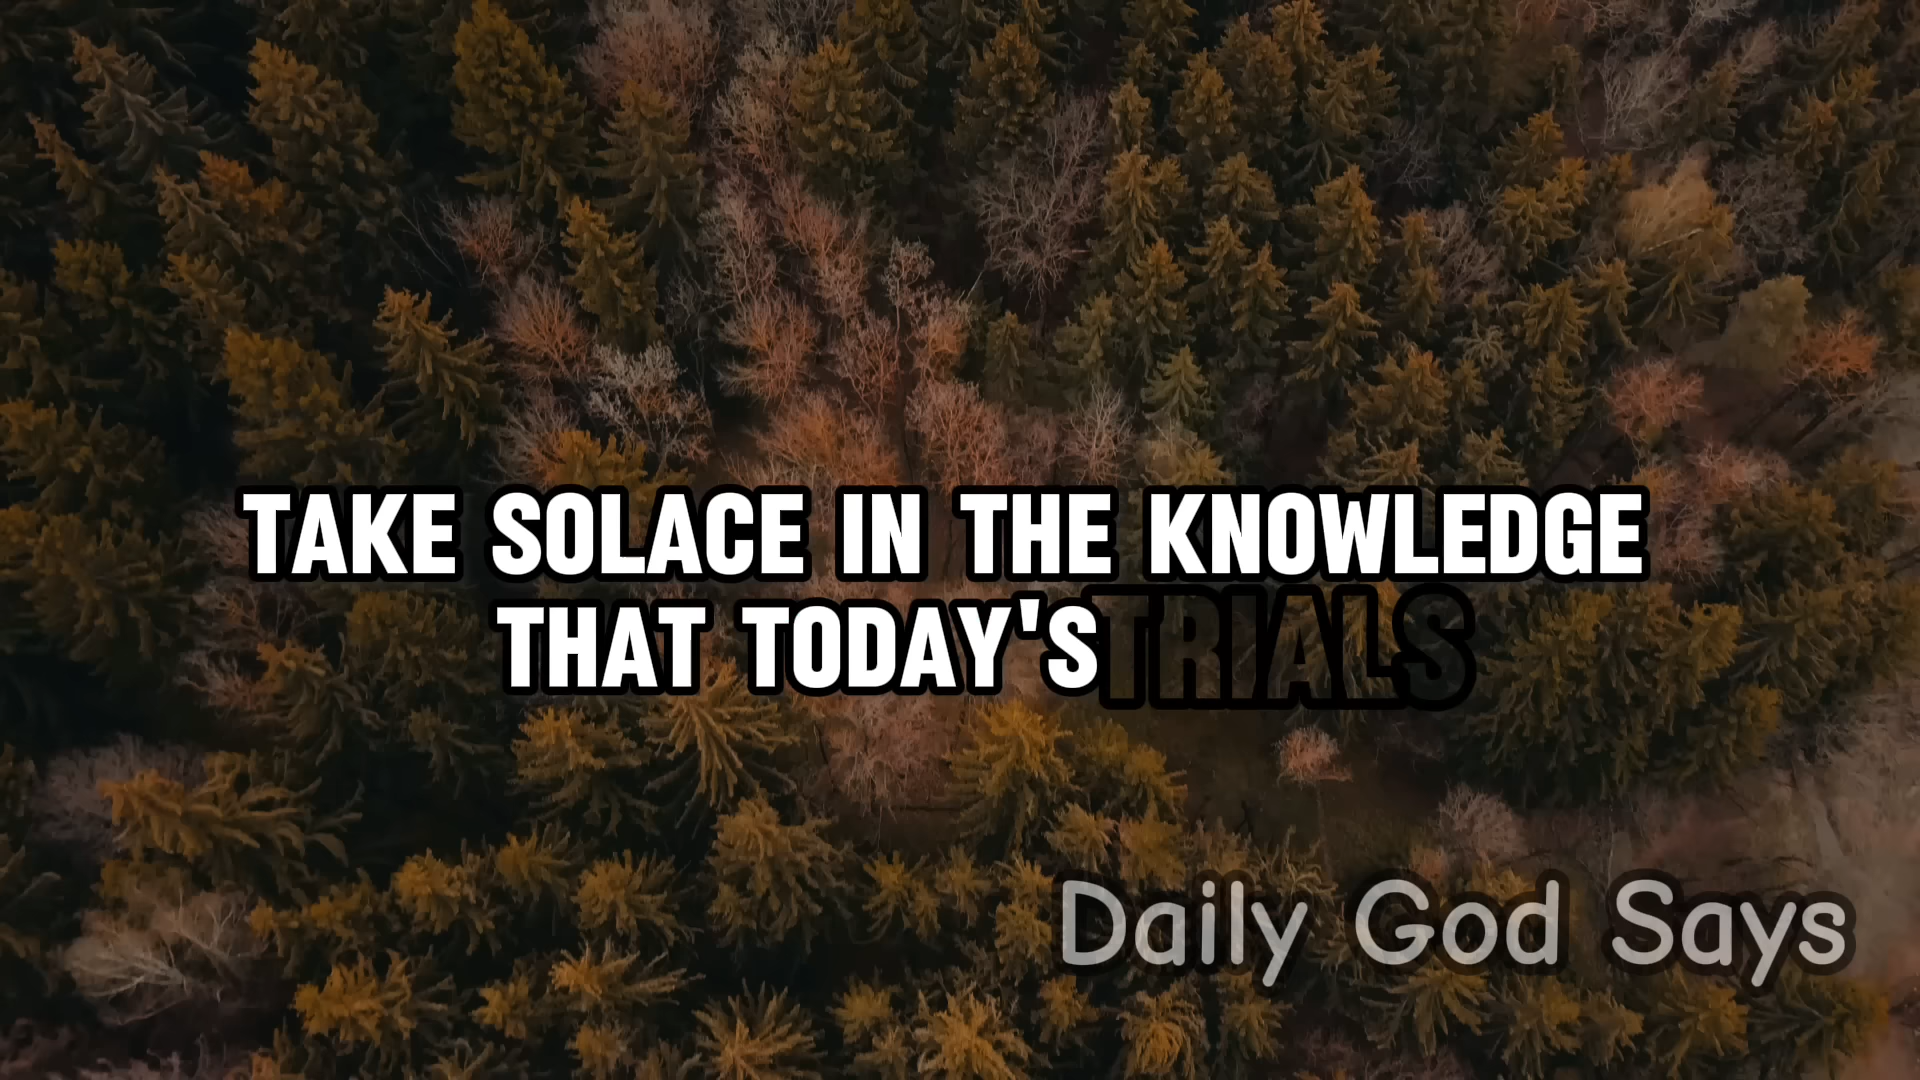 TAKE SOLACE IN THE KNOWLEDGE
THAT TODAY'S TRIALS
Daily God Says